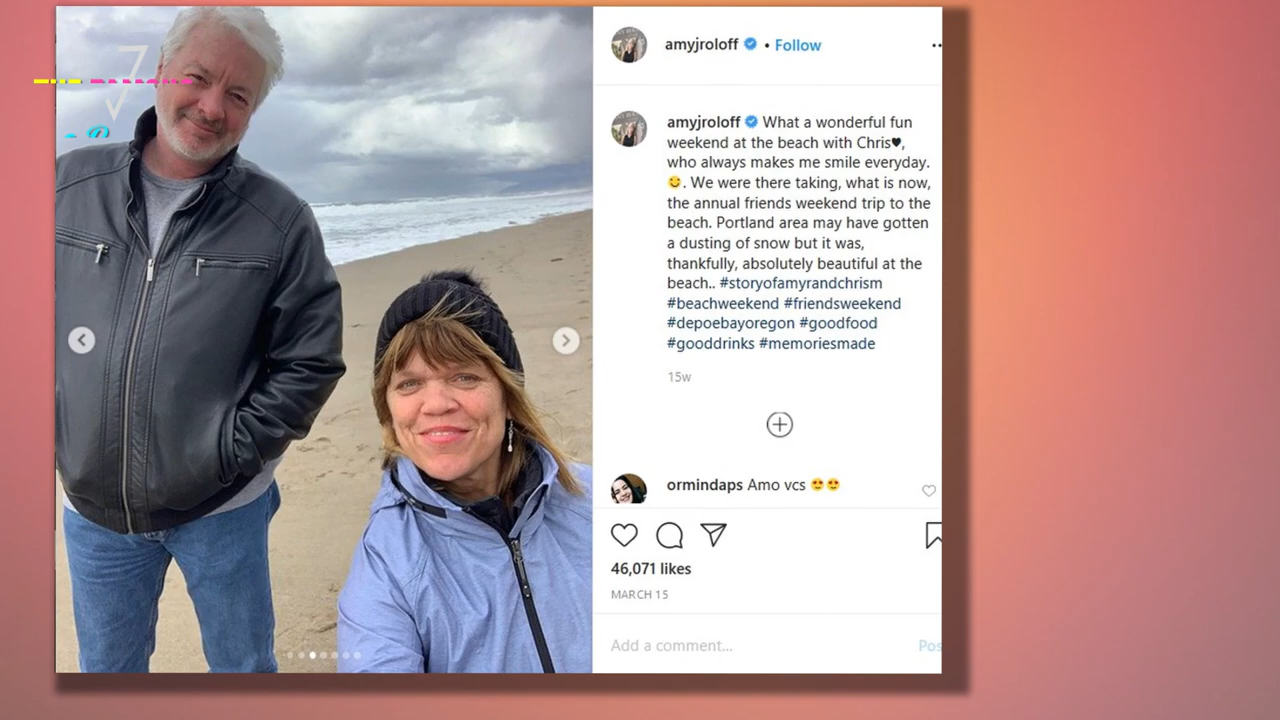 amyjroloff • Follow
amyjroloff What a wonderful fun
weekend at the beach with Chris🖤,
who always makes me smile everyday.
😃. We were there taking, what is now,
the annual friends weekend trip to the
beach. Portland area may have gotten
a dusting of snow but it was,
thankfully, absolutely beautiful at the
beach.. #storyofamyrandchrism
#beachweekend #friendsweekend
#depoebayoregon #goodfood
#gooddrinks #memoriesmade
15w
ormindaps Amo vcs 😍😍
46,071 likes
MARCH 15
Add a comment...
Pos